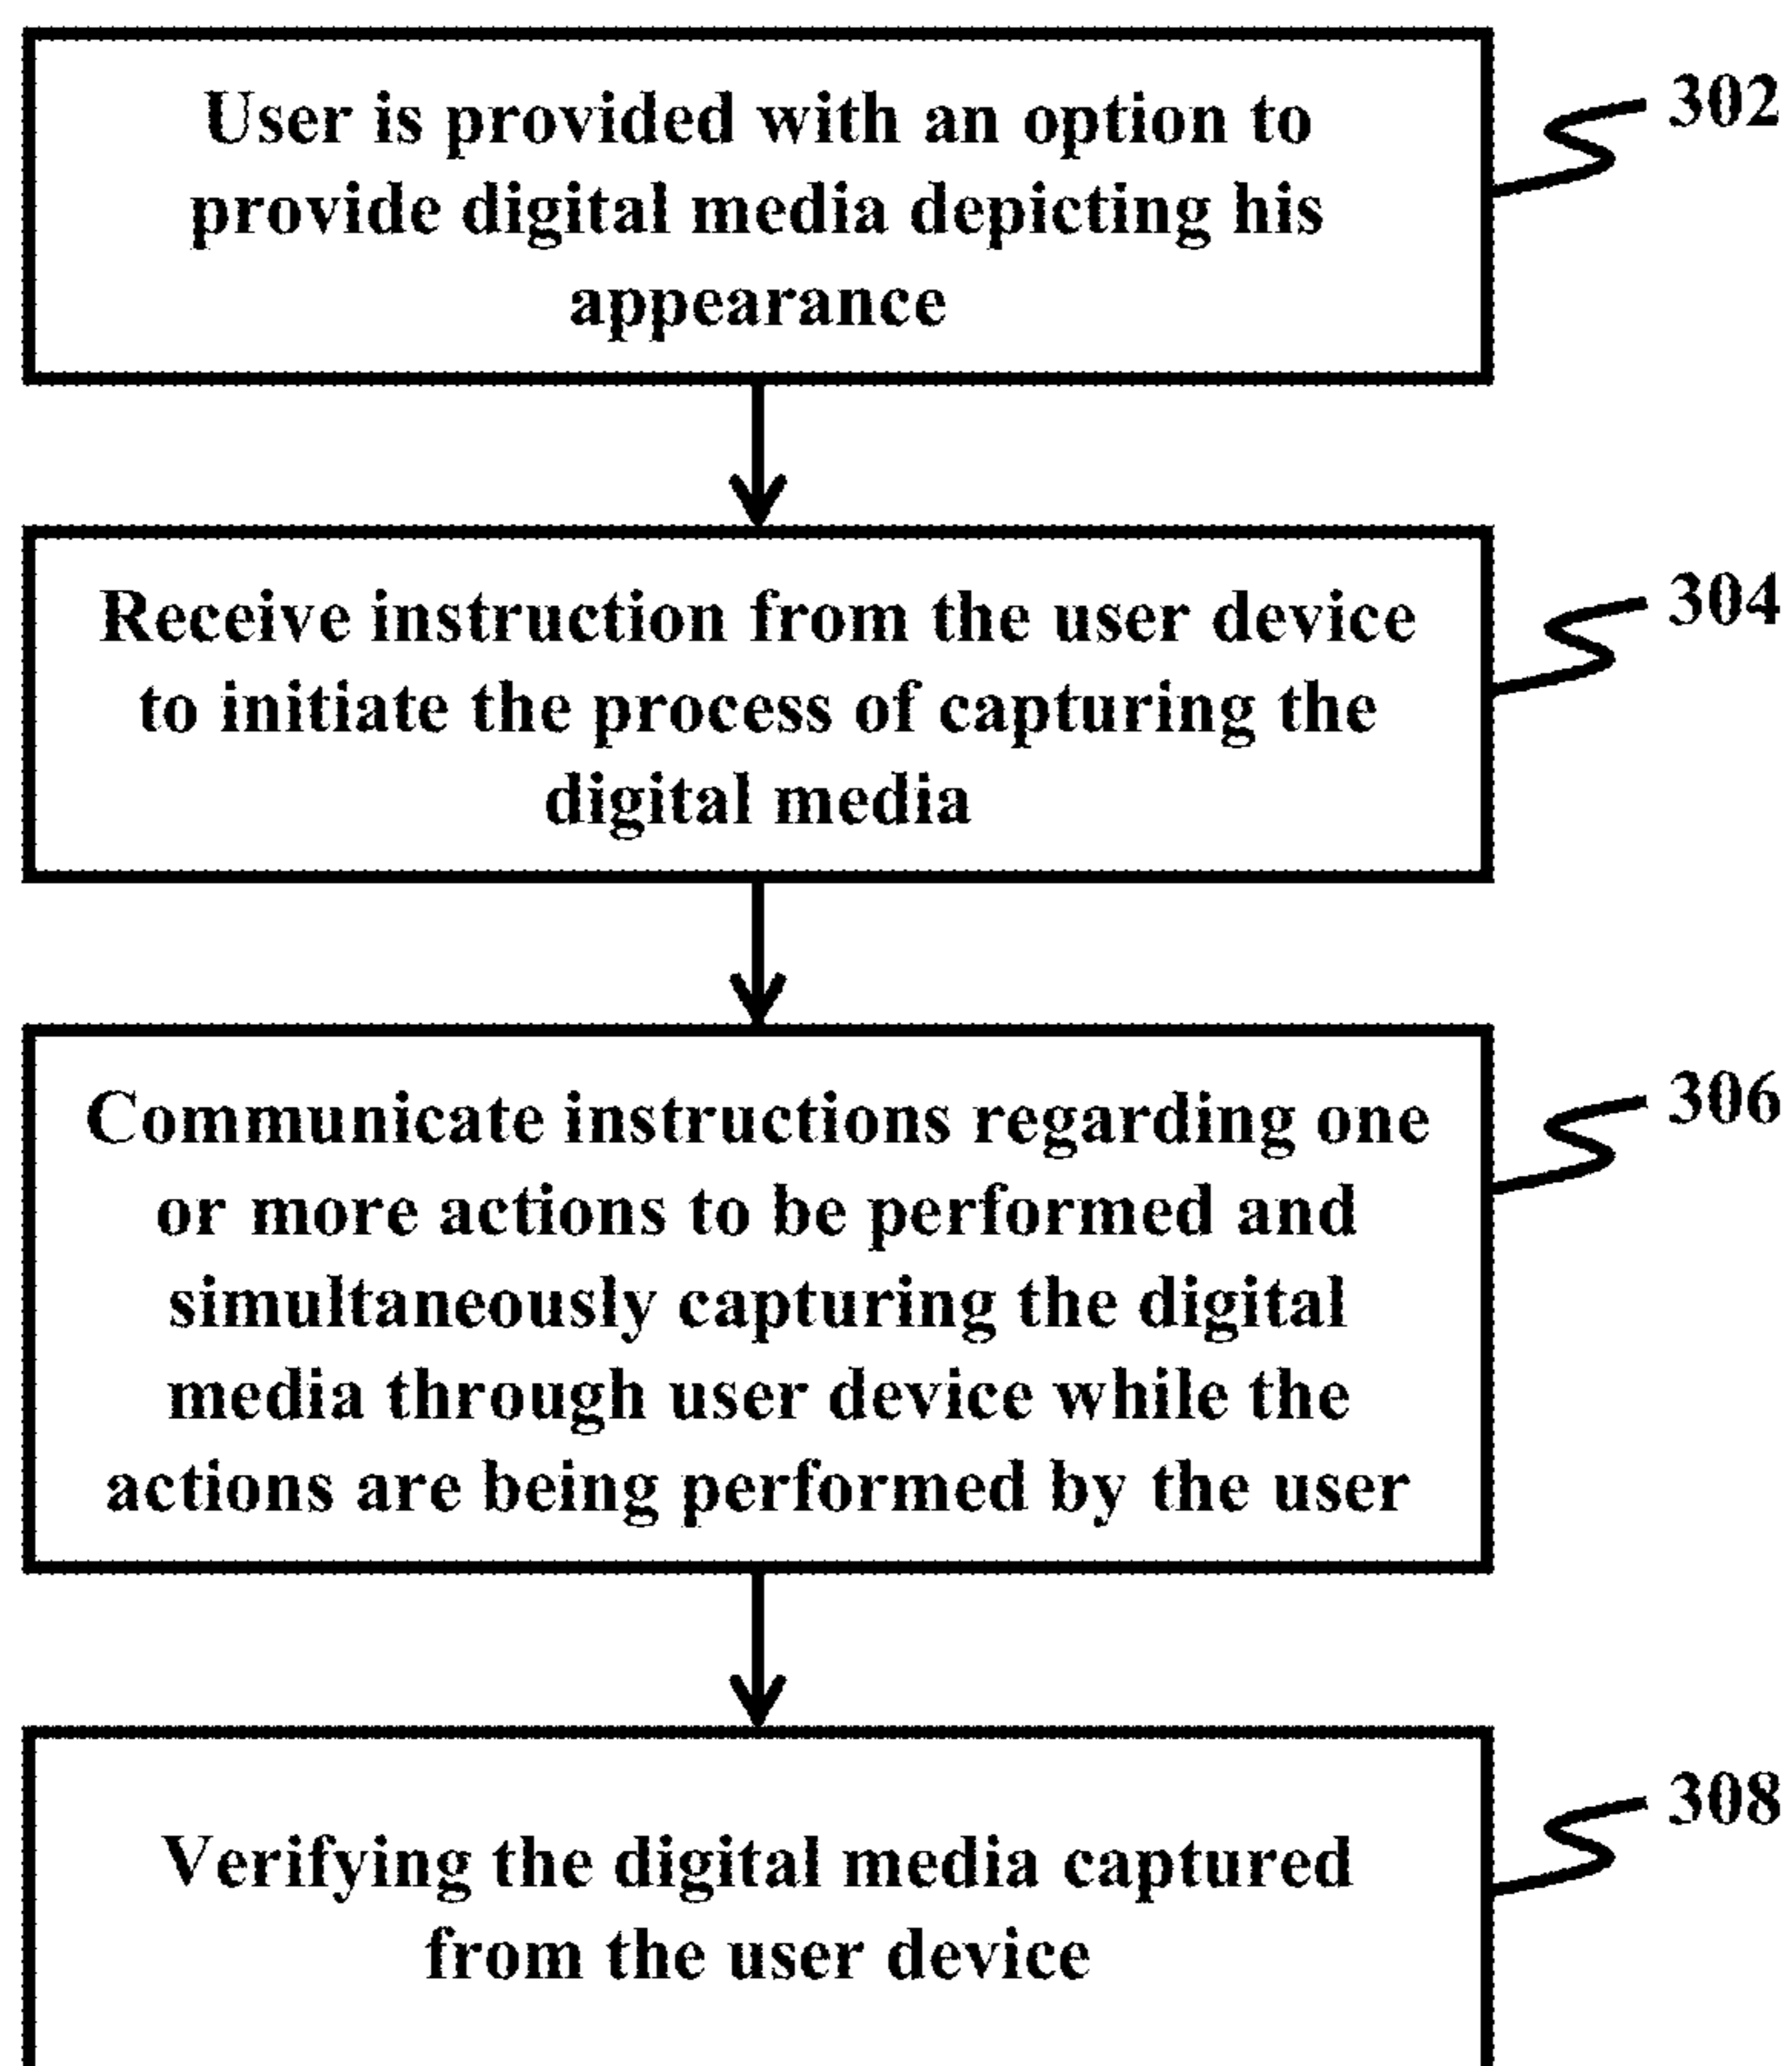 User is provided with an option to
provide digital media depicting his
appearance
302
Receive instruction from the user device
to initiate the process of capturing the
digital media
304
Communicate instructions regarding one
or more actions to be performed and
simultaneously capturing the digital
media through user device while the
actions are being performed by the user
306
Verifying the digital media captured
from the user device
308